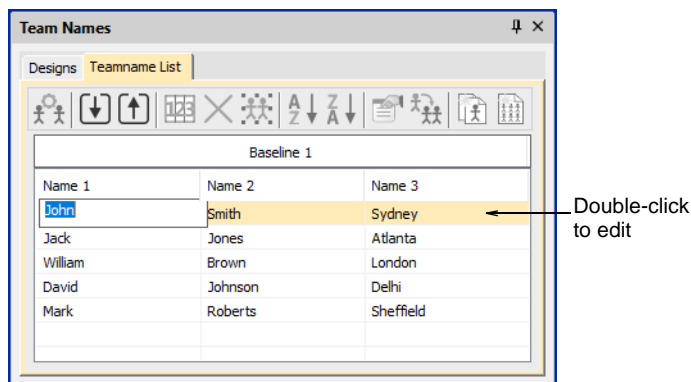 Team Names
Designs Teamname List
123 A Z Z A
Baseline 1
Name 1 Name 2 Name 3
John Smith Sydney
Jack Jones Atlanta
William Brown London
David Johnson Delhi
Mark Roberts Sheffield
Double-click
to edit